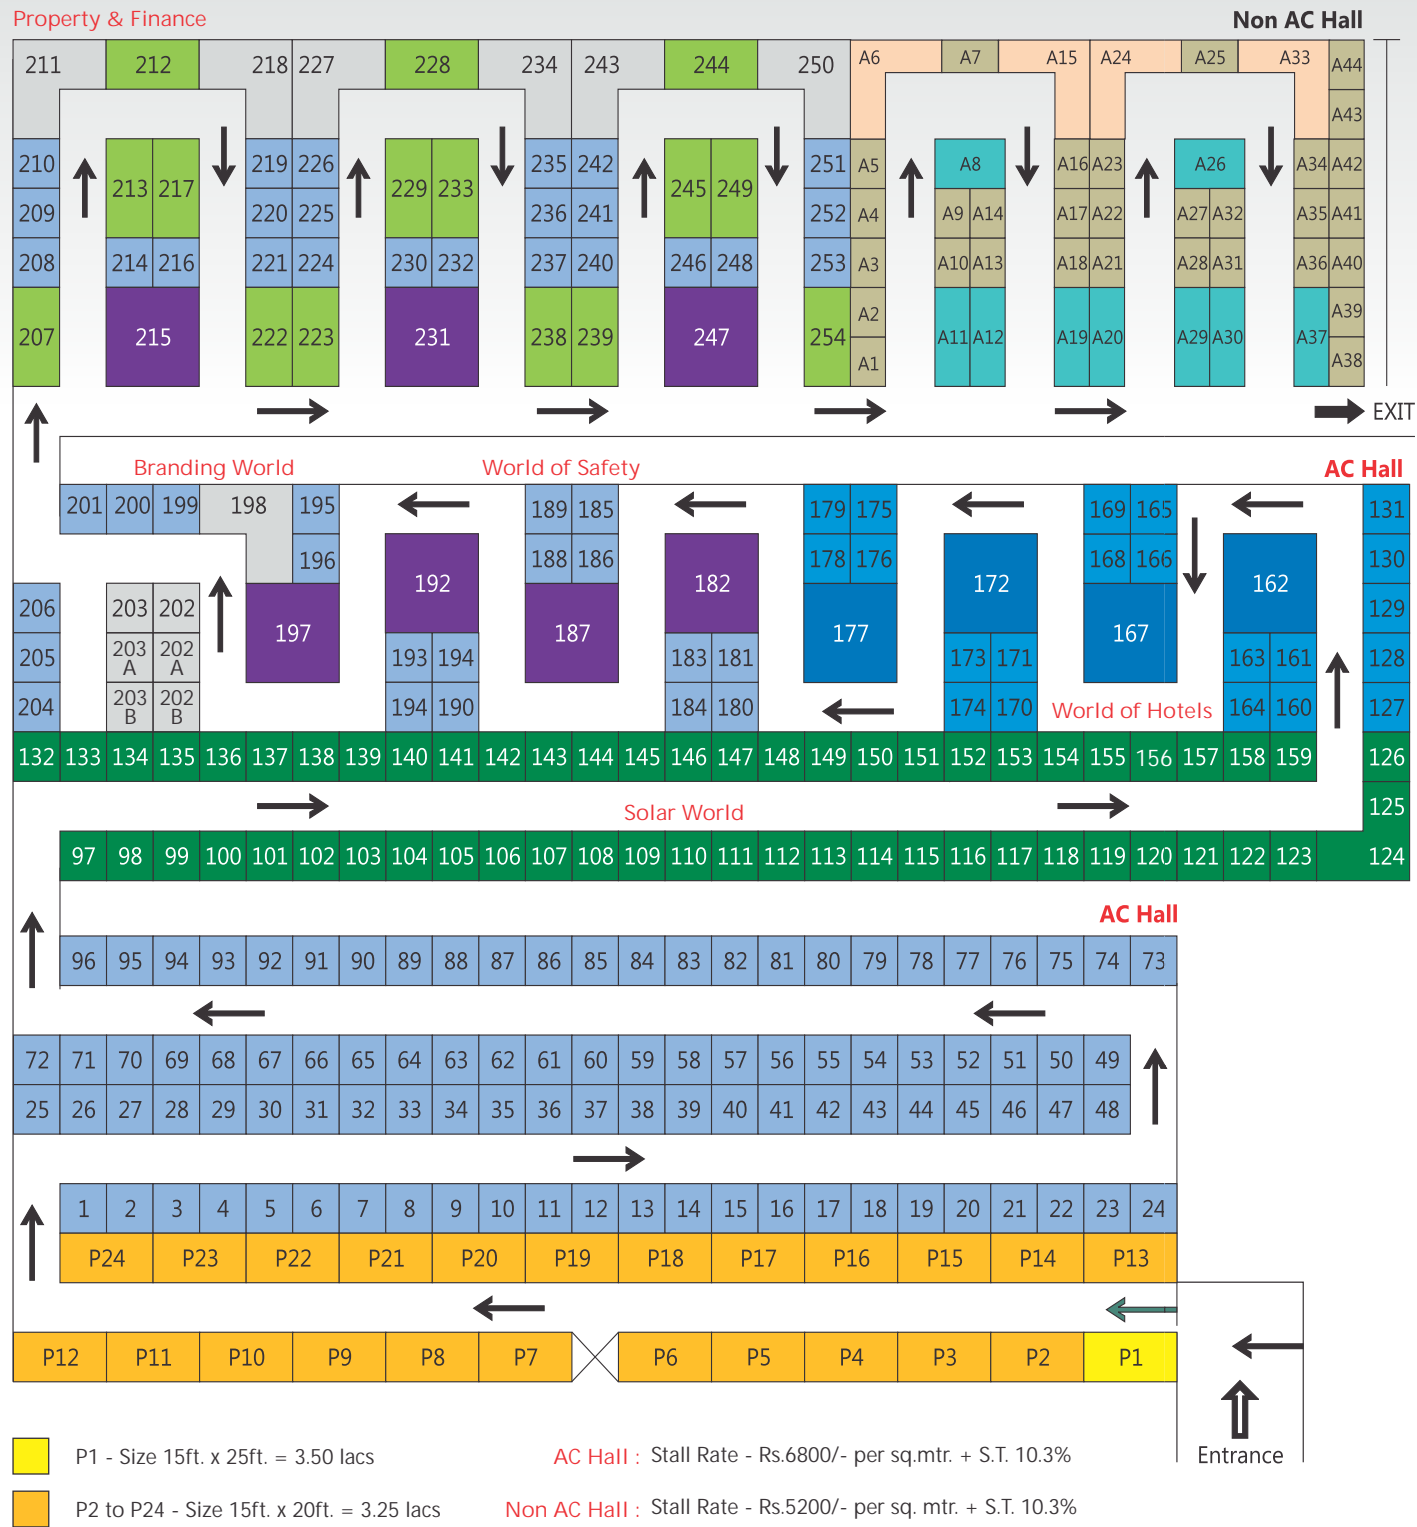 Property & Finance Non AC Hall
211 212 218 227 228 234 243 244 250 A6 A7 A15 A24 A25 A33 A44
A43
210 213 217 219 226 229 233 235 242 245 249 251 A5 A8 A16 A23 A26 A34 A42
209 220 225 236 241 252 A4 A9 A14 A17 A22 A27 A32 A35 A41
208 214 216 221 224 230 232 237 240 246 248 253 A3 A10 A13 A18 A21 A28 A31 A36 A40
207 215 222 223 231 238 239 247 254 A2 A11 A12 A19 A20 A29 A30 A37 A39
A1 A38
EXIT
Branding World World of Safety AC Hall
201 200 199 198 195 189 185 179 175 169 165 131
196 188 186 178 176 168 166 130
192 182 172 162
206 203 202 197 187 177 167 129
205 203 A 202 A 193 194 183 181 173 171 163 161 128
204 203 B 202 B 194 190 184 180 174 170 World of Hotels 164 160 127
132 133 134 135 136 137 138 139 140 141 142 143 144 145 146 147 148 149 150 151 152 153 154 155 156 157 158 159 126
Solar World 125
97 98 99 100 101 102 103 104 105 106 107 108 109 110 111 112 113 114 115 116 117 118 119 120 121 122 123 124
AC Hall
96 95 94 93 92 91 90 89 88 87 86 85 84 83 82 81 80 79 78 77 76 75 74 73
72 71 70 69 68 67 66 65 64 63 62 61 60 59 58 57 56 55 54 53 52 51 50 49
25 26 27 28 29 30 31 32 33 34 35 36 37 38 39 40 41 42 43 44 45 46 47 48
1 2 3 4 5 6 7 8 9 10 11 12 13 14 15 16 17 18 19 20 21 22 23 24
P24 P23 P22 P21 P20 P19 P18 P17 P16 P15 P14 P13
P12 P11 P10 P9 P8 P7 P6 P5 P4 P3 P2 P1
Entrance
P1 - Size 15ft. x 25ft. = 3.50 lacs AC Hall : Stall Rate - Rs.6800/- per sq.mtr. + S.T. 10.3%
P2 to P24 - Size 15ft. x 20ft. = 3.25 lacs Non AC Hall : Stall Rate - Rs.5200/- per sq. mtr. + S.T. 10.3%